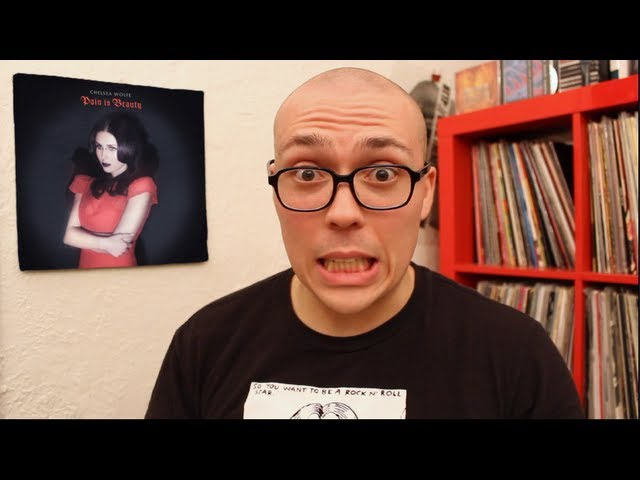 CHELSEA WOLFE
Pain is Beauty
SO YOU WANT TO BE A ROCK N' ROLL
STAR